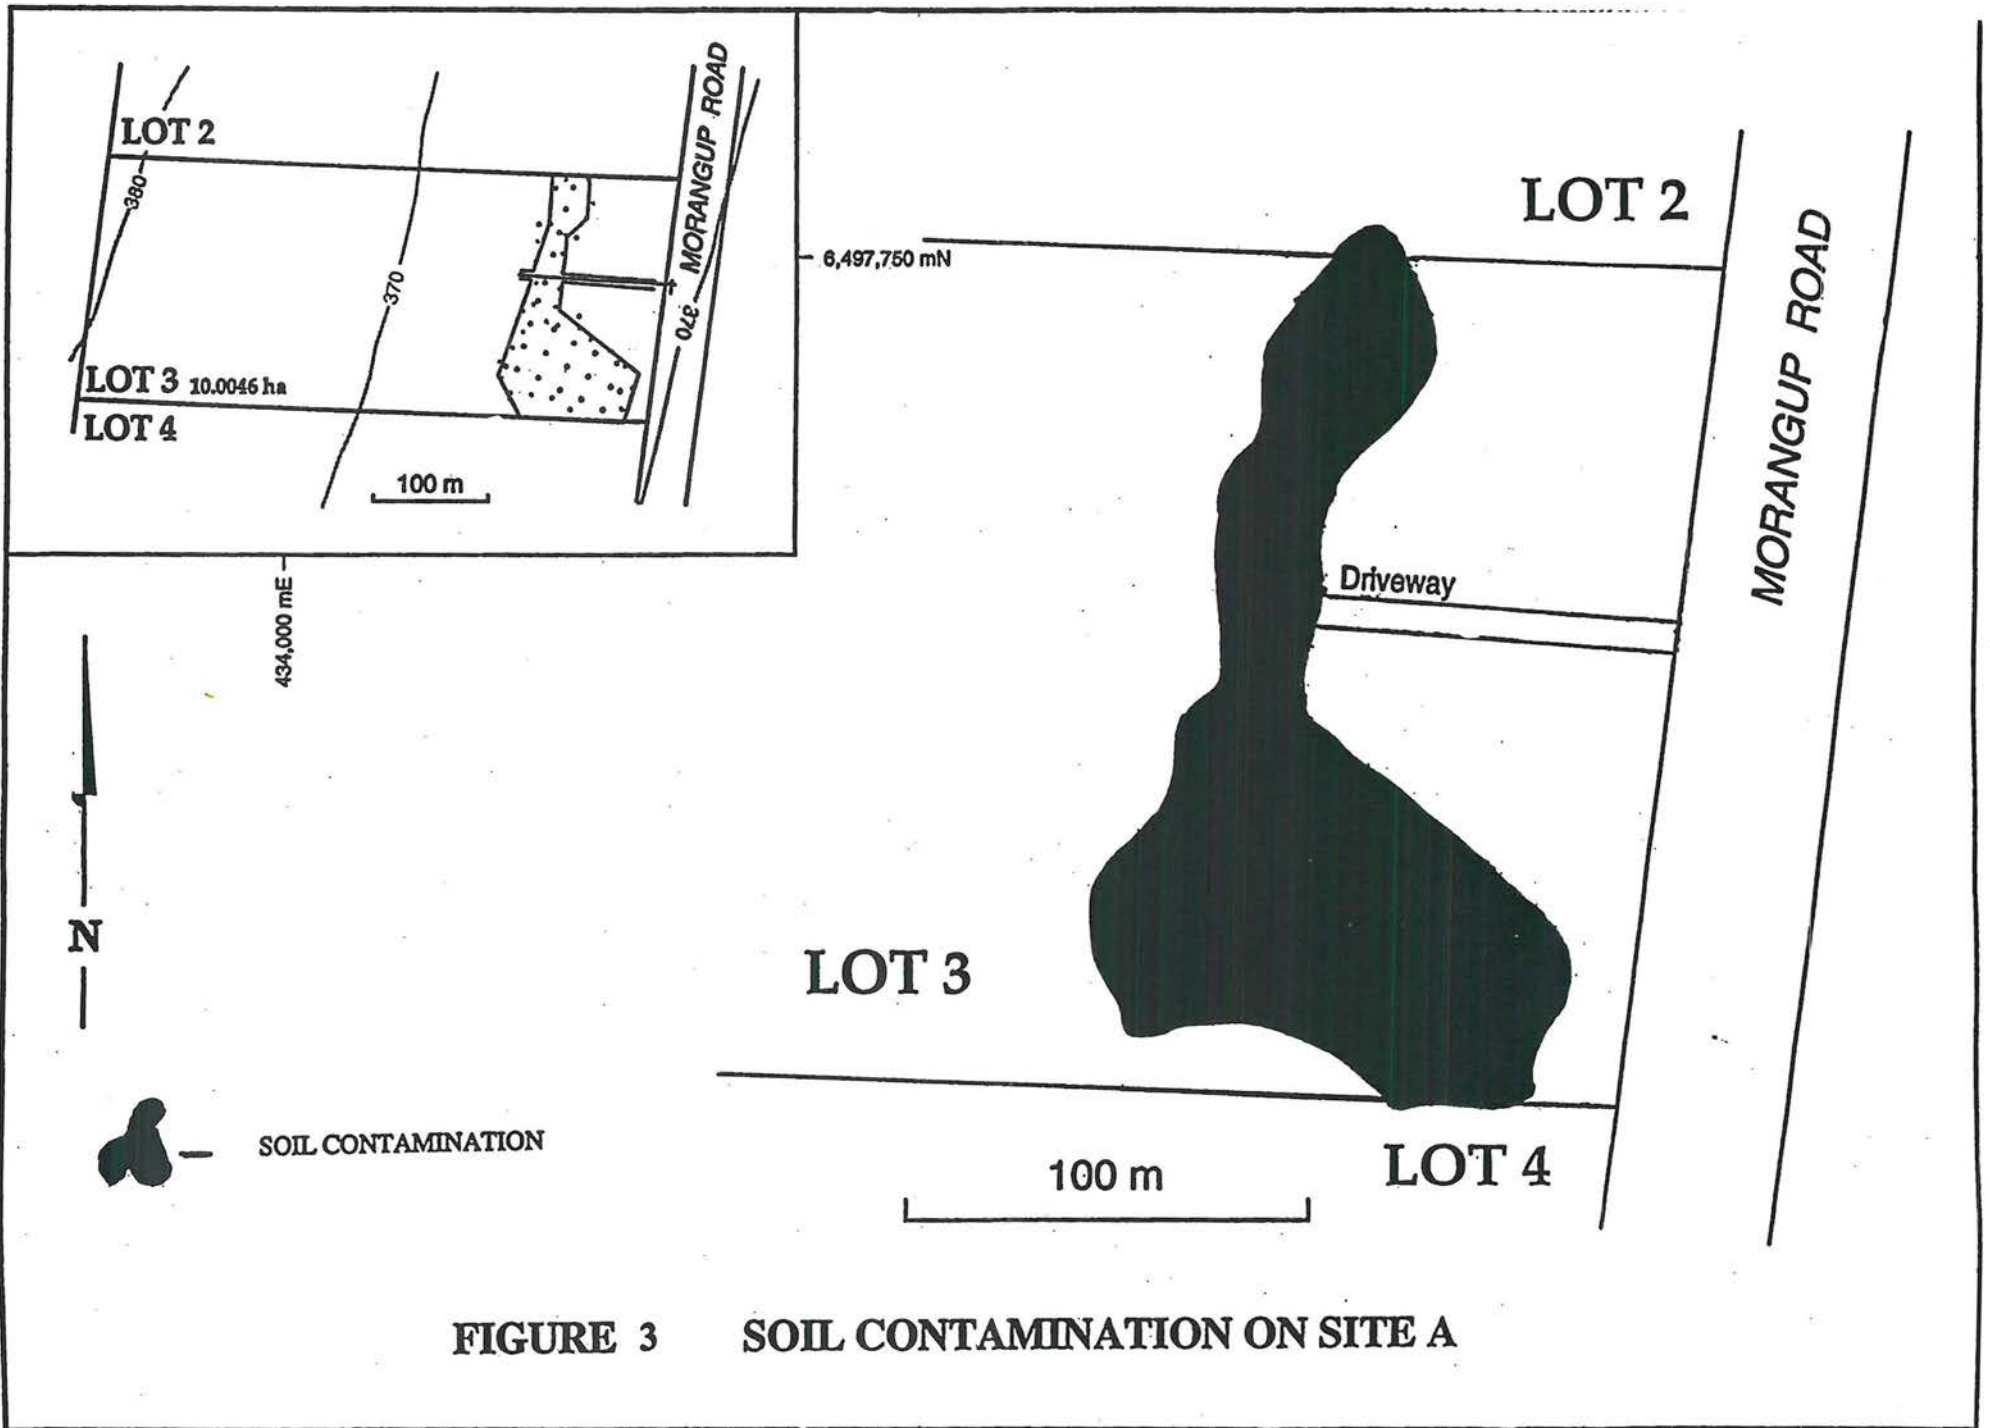 LOT 2
380
370
MORANGUP ROAD
370
LOT 3 10.0046 ha
LOT 4
100 m
6,497,750 mN
434,000 mE
LOT 2
MORANGUP ROAD
Driveway
N
LOT 3
SOIL CONTAMINATION
100 m
LOT 4
FIGURE 3 SOIL CONTAMINATION ON SITE A